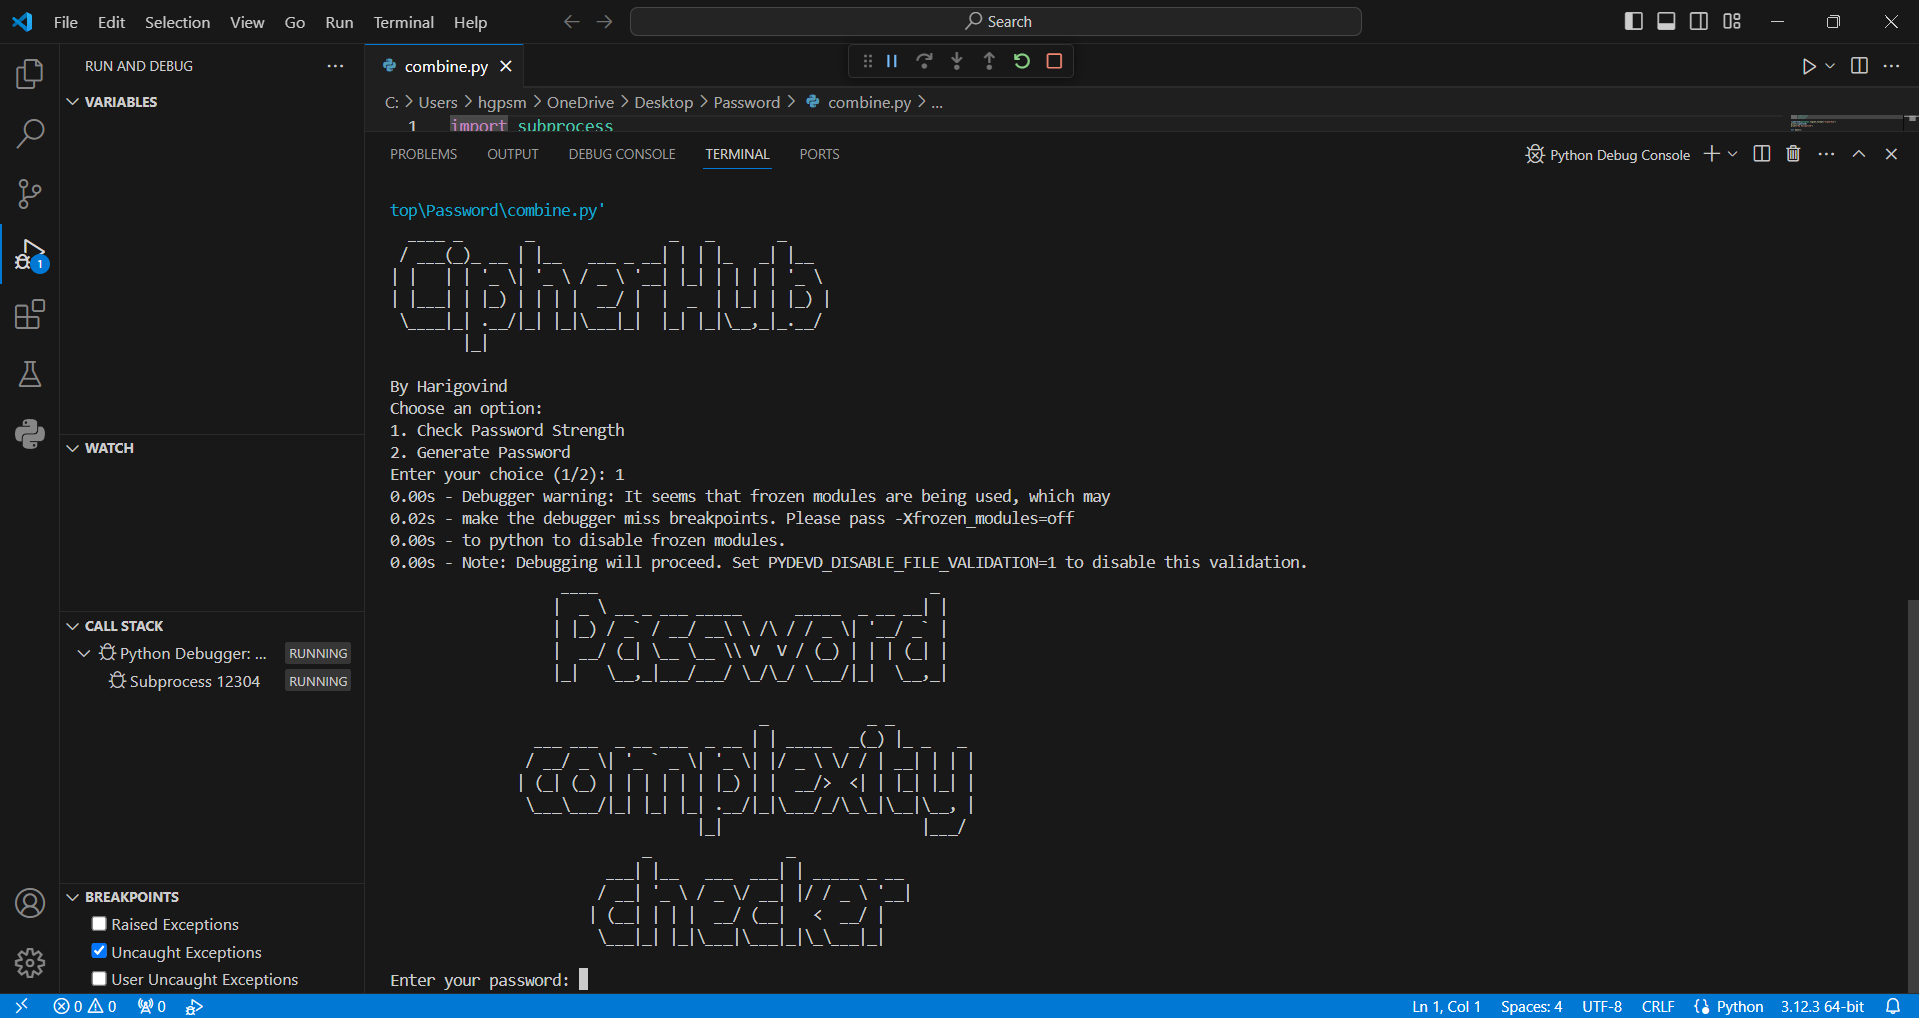 File Edit Selection View Go Run Terminal Help
Search
RUN AND DEBUG
combine.py
VARIABLES
C: > Users > hgpsm > OneDrive > Desktop > Password > combine.py > ...
1 import subprocess
PROBLEMS OUTPUT DEBUG CONSOLE TERMINAL PORTS
Python Debug Console
top\Password\combine.py'
CipherHub
By Harigovind
Choose an option:
1. Check Password Strength
2. Generate Password
Enter your choice (1/2): 1
0.00s - Debugger warning: It seems that frozen modules are being used, which may
0.02s - make the debugger miss breakpoints. Please pass -Xfrozen_modules=off
0.00s - to python to disable frozen modules.
0.00s - Note: Debugging will proceed. Set PYDEVD_DISABLE_FILE_VALIDATION=1 to disable this validation.
Password
complexity
checker
Enter your password:
1
WATCH
CALL STACK
Python Debugger: ... RUNNING
Subprocess 12304 RUNNING
BREAKPOINTS
Raised Exceptions
Uncaught Exceptions
User Uncaught Exceptions
0 0 0
Ln 1, Col 1 Spaces: 4 UTF-8 CRLF Python 3.12.3 64-bit